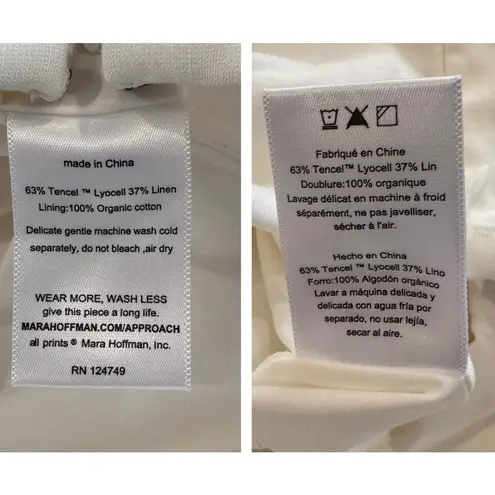 made in China
63% Tencel™ Lyocell 37% Linen
Lining:100% Organic cotton
Delicate gentle machine wash cold
separately, do not bleach ,air dry
WEAR MORE, WASH LESS
give this piece a long life.
MARAHOFFMAN.COM/APPROACH
all prints® Mara Hoffman, Inc.
RN 124749
Fabriqué en Chine
63% Tencel™ Lyocell 37% Lin
Doublure:100% organique
Lavage délicat en machine à froid
séparément, ne pas javelliser,
sécher à l'air.
Hecho en China
63% Tencel™ Lyocell 37% Lino
Forro:100% Algodón orgánico
Lavar a máquina delicada y
delicada con agua fría por
separado, no usar lejía,
secar al aire.